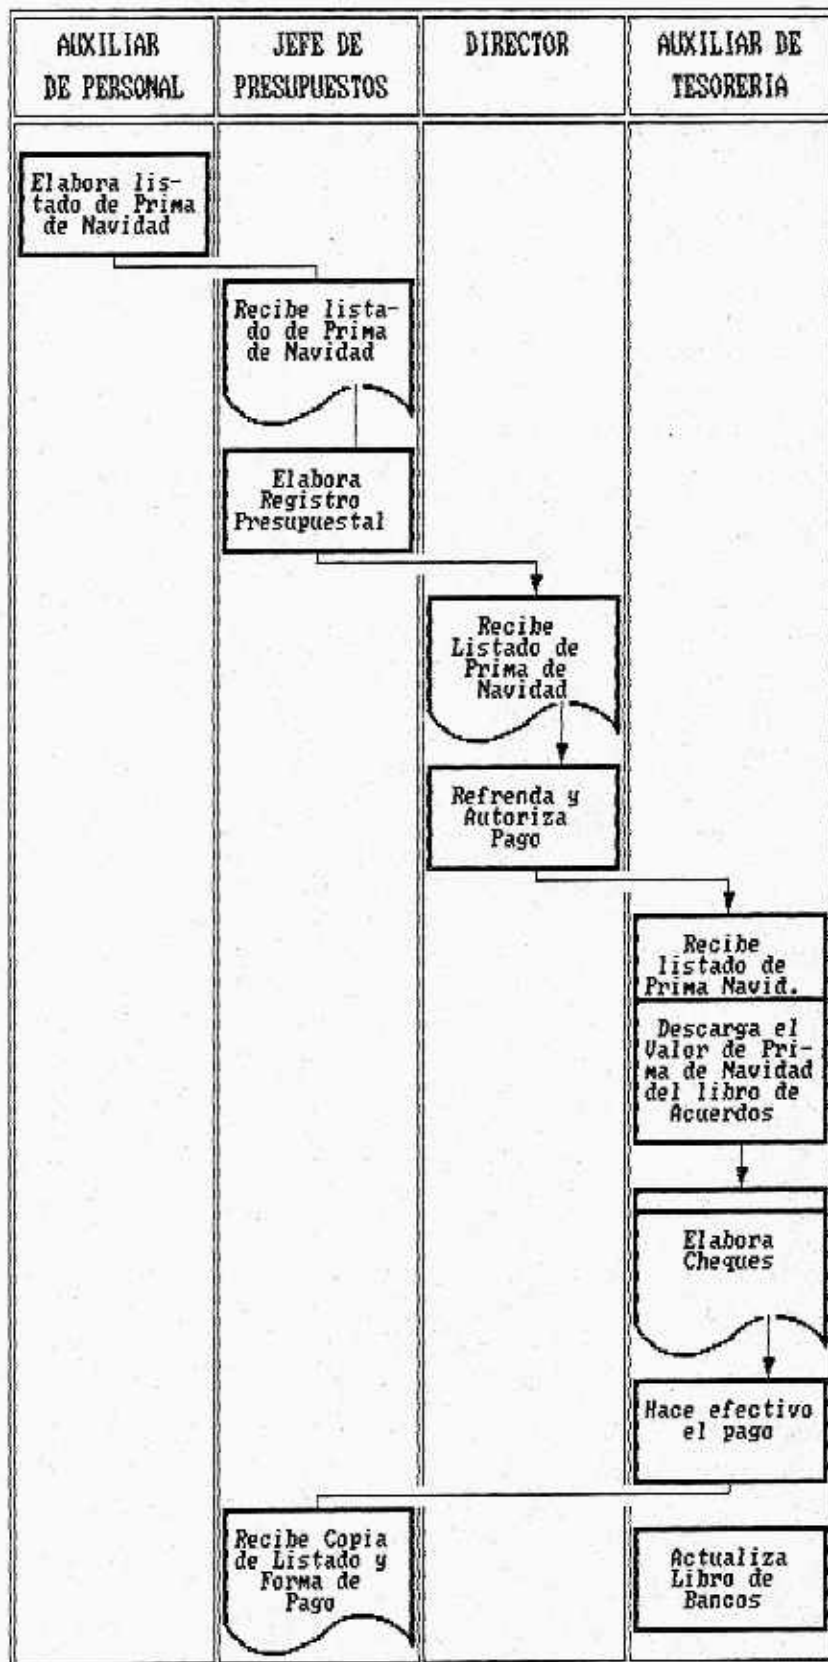 AUXILIAR
DE PERSONAL
JEFE DE
PRESUPUESTOS
DIRECTOR
AUXILIAR DE
TESORERIA
Elabora lis-
tado de Prima
de Navidad
Recibe lista-
do de Prima
de Navidad
Elabora
Registro
Presupuestal
Recibe
Listado de
Prima de
Navidad
Refrenda y
Autoriza
Pago
Recibe
listado de
Prima Navid.
Descarga el
Valor de Pri-
ma de Navidad
del libro de
Acuerdos
Elabora
Cheques
Hace efectivo
el pago
Recibe Copia
de Listado y
Forma de
Pago
Actualiza
Libro de
Bancos